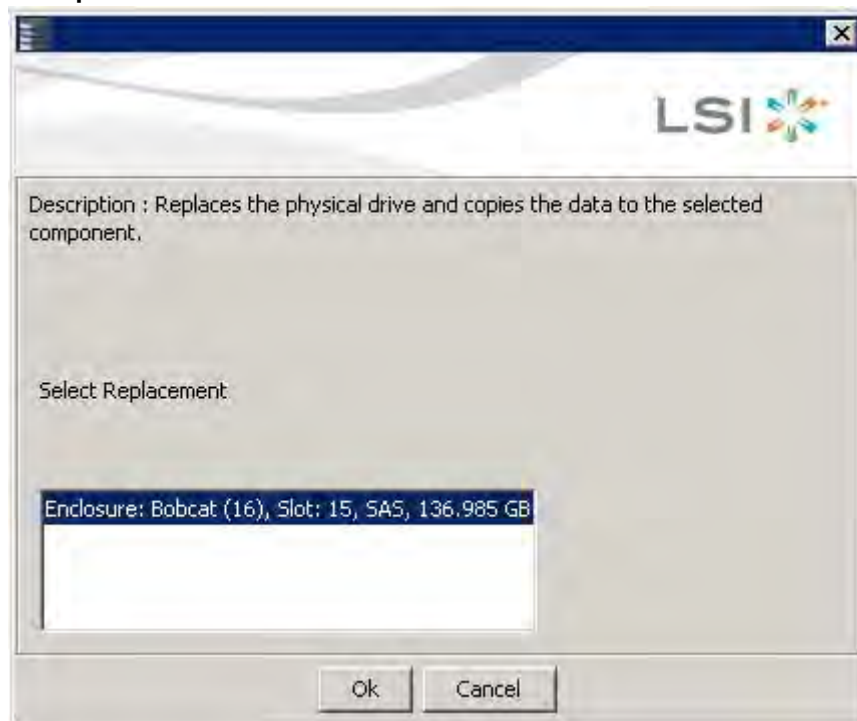 LSI
Description : Replaces the physical drive and copies the data to the selected
component.
Select Replacement
Enclosure: Bobcat (16), Slot: 15, SAS, 136.985 GB
Ok
Cancel